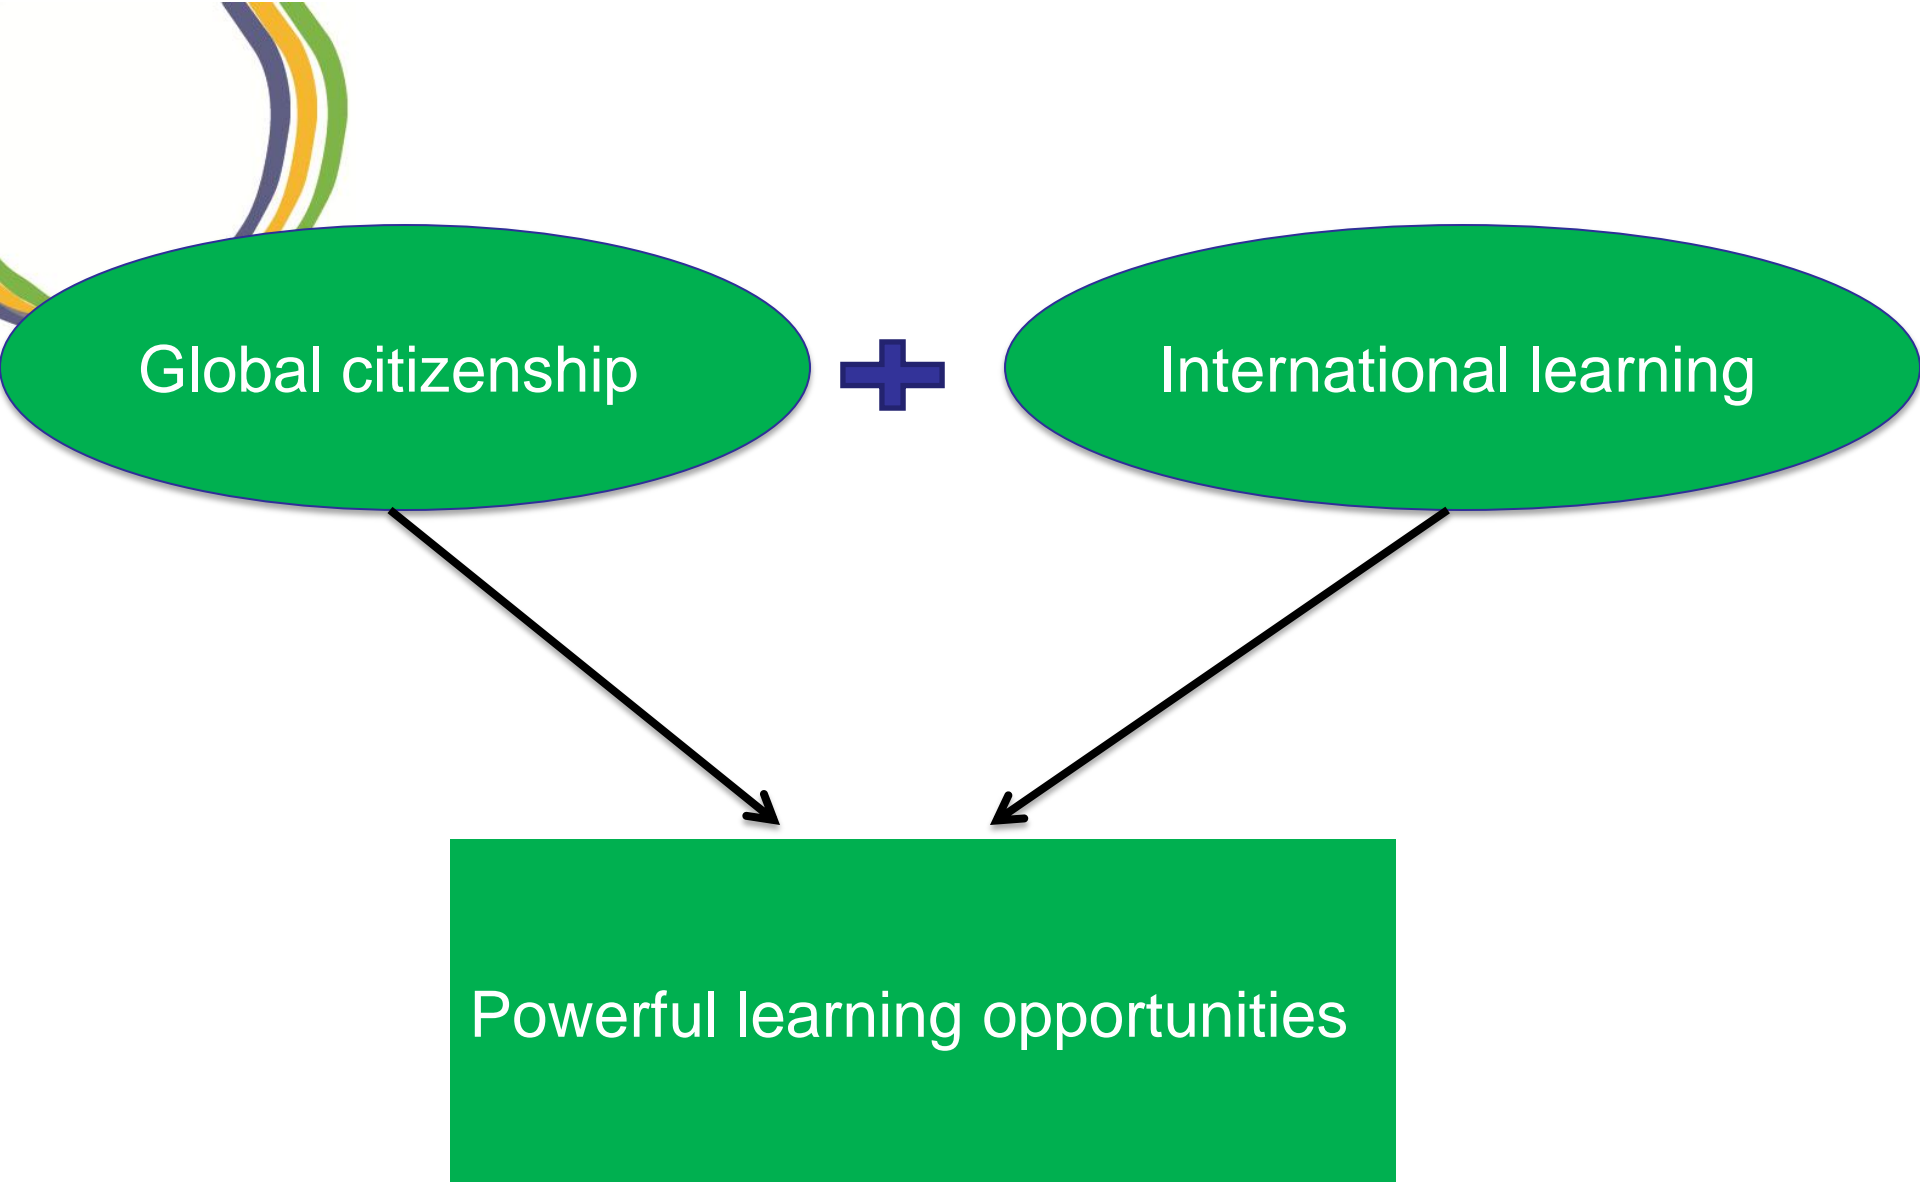 Global citizenship
International learning
Powerful learning opportunities